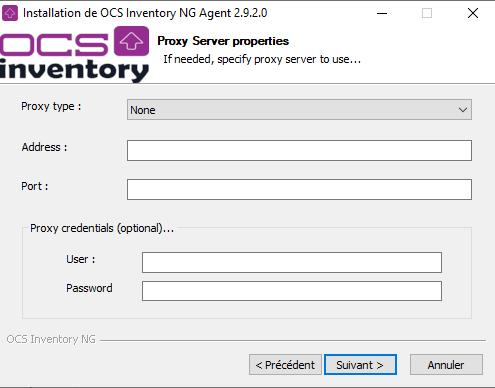 Installation de OCS Inventory NG Agent 2.9.2.0
OCS
inventory
Proxy Server properties
If needed, specify proxy server to use...
Proxy type :
None
Address :
Port :
Proxy credentials (optional)...
User :
Password
OCS Inventory NG
< Précédent
Suivant >
Annuler